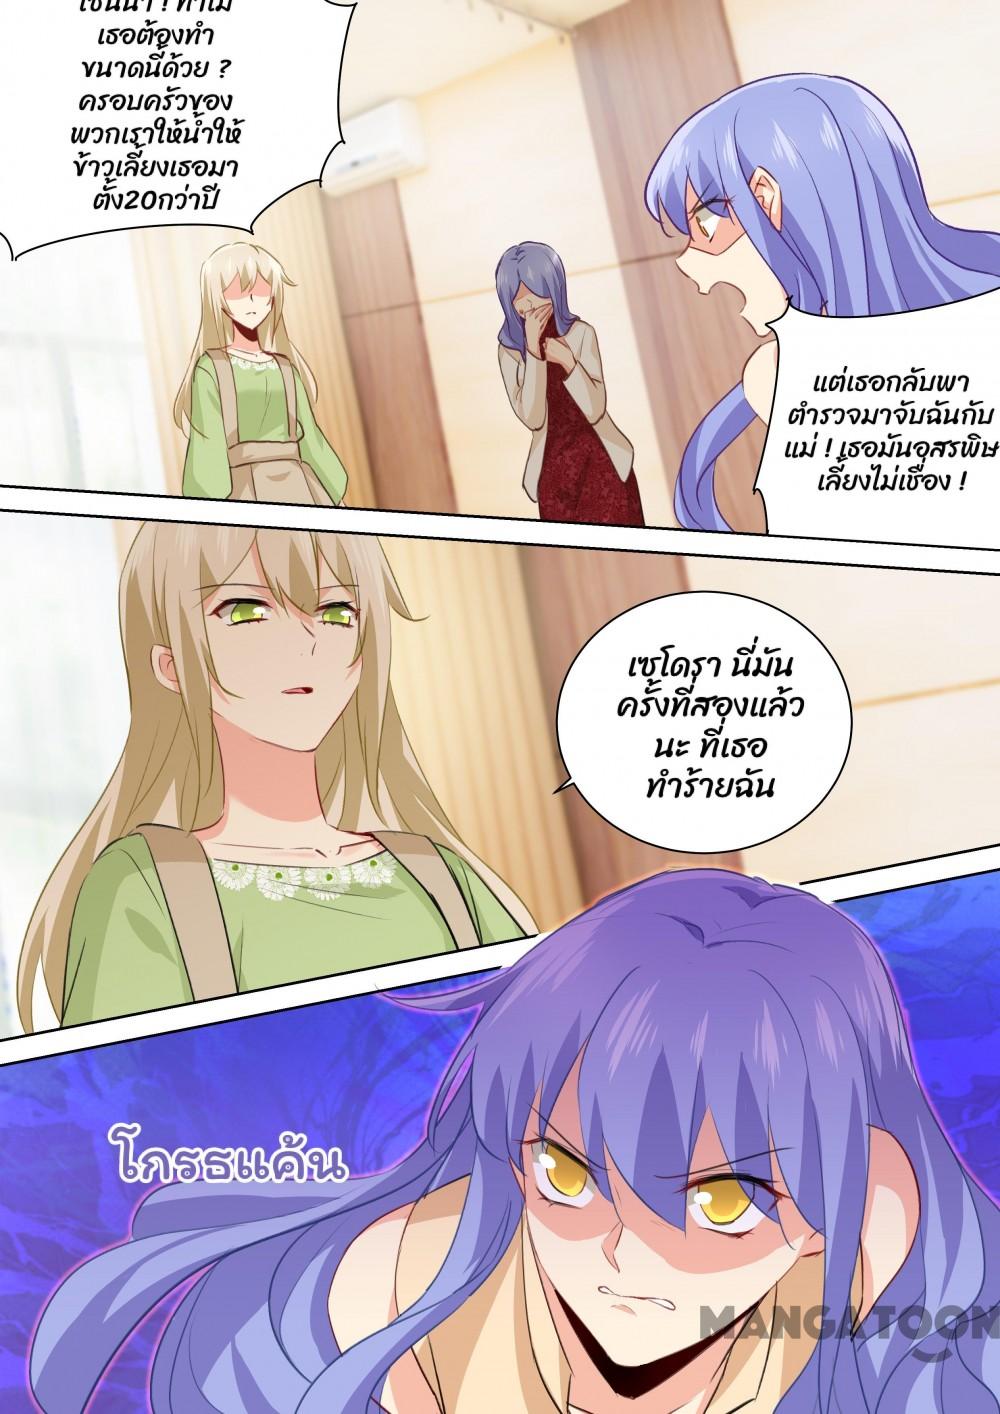 เธอต้องทำ
ขนาดนี้ด้วย ?
ครอบครัวของ
พวกเราให้น้ำให้
ข้าวเลี้ยงเธอมา
ตั้ง20กว่าปี
แต่เธอกลับพา
ตำรวจมาจับฉันกับ
แม่ ! เธอมันอสรพิษ
เลี้ยงไม่เชื่อง !
เซโดรา นี่มัน
ครั้งที่สองแล้ว
นะ ที่เธอ
ทำร้ายฉัน
โกรธแค้น
MANGATOON